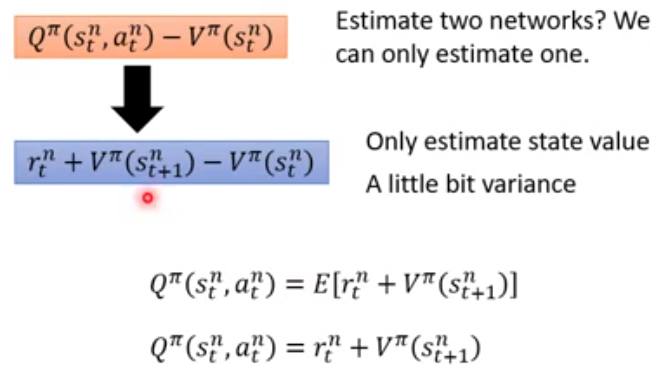 Q^π(s_t^n, a_t^n) − V^π(s_t^n)
Estimate two networks? We
can only estimate one.
r_t^n + V^π(s_{t+1}^n) − V^π(s_t^n)
Only estimate state value
A little bit variance
Q^π(s_t^n, a_t^n) = E[r_t^n + V^π(s_{t+1}^n)]
Q^π(s_t^n, a_t^n) = r_t^n + V^π(s_{t+1}^n)